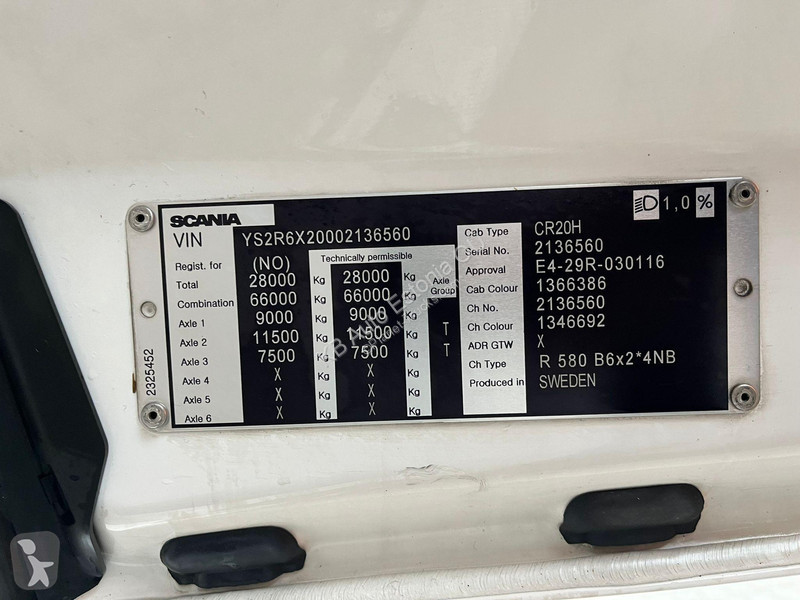 SCANIA
VIN YS2R6X20002136560
Regist. for (NO) Technically permissible
Total 28000 Kg 28000 Kg Axle Group
Combination 66000 Kg 66000 Kg
Axle 1 9000 Kg 9000 Kg
Axle 2 11500 Kg 11500 Kg T
Axle 3 7500 Kg 7500 Kg T
Axle 4 X Kg X Kg
Axle 5 X Kg X Kg
Axle 6 X Kg X Kg
2325452
1,0 %
Cab Type CR20H
Serial No. 2136560
Approval E4-29R-030116
Cab Colour 1366386
Ch No. 2136560
Ch Colour 1346692
ADR GTW X
Ch Type R 580 B6x2*4NB
Produced in SWEDEN
Auto Estonia